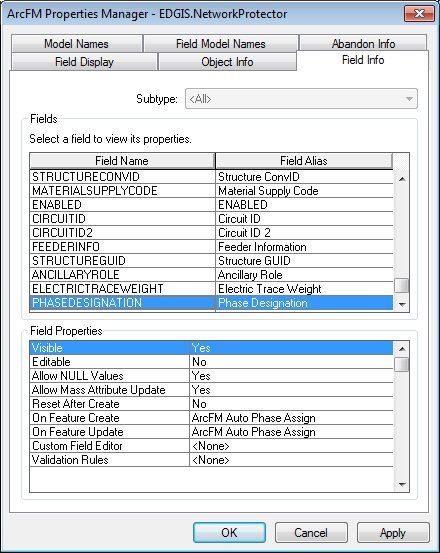 ArcFM Properties Manager - EDGIS.NetworkProtector
Model Names Field Model Names Abandon Info
Field Display Object Info Field Info
Subtype: <All>
Fields
Select a field to view its properties.
Field Name Field Alias
STRUCTURECONVID Structure ConvID
MATERIALSUPPLYCODE Material Supply Code
ENABLED ENABLED
CIRCUITID Circuit ID
CIRCUITID2 Circuit ID 2
FEEDERINFO Feeder Information
STRUCTUREGUID Structure GUID
ANCILLARYROLE Ancillary Role
ELECTRICTRACEWEIGHT Electric Trace Weight
PHASEDESIGNATION Phase Designation
Field Properties
Visible Yes
Editable No
Allow NULL Values Yes
Allow Mass Attribute Update Yes
Reset After Create No
On Feature Create ArcFM Auto Phase Assign
On Feature Update ArcFM Auto Phase Assign
Custom Field Editor <None>
Validation Rules <None>
OK Cancel Apply